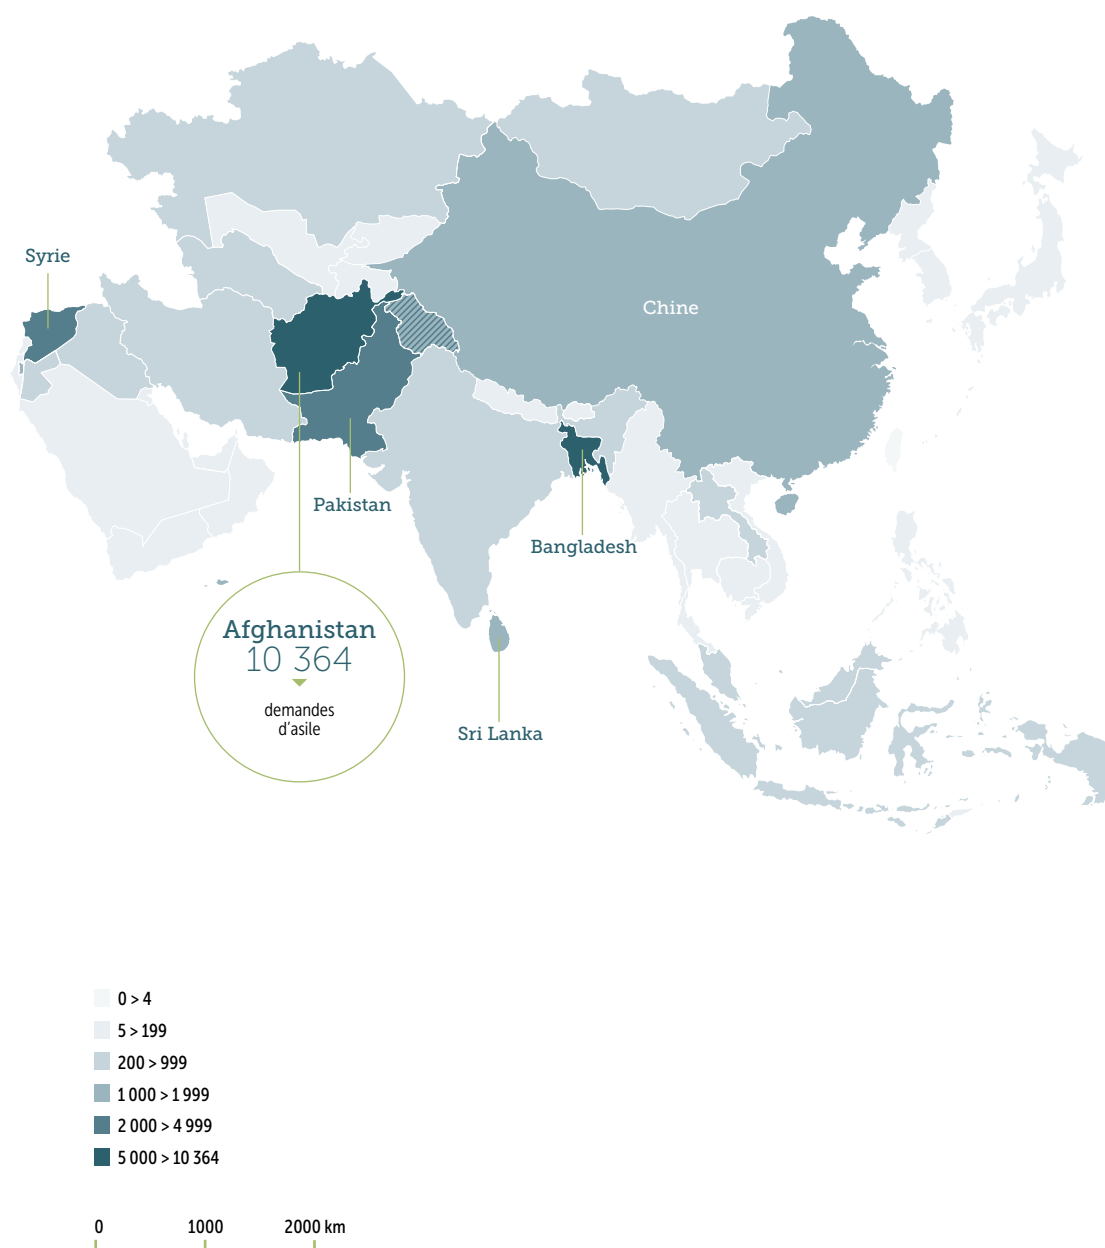 Syrie
Chine
Pakistan
Bangladesh
Afghanistan
10 364
demandes
d'asile
Sri Lanka
0 > 4
5 > 199
200 > 999
1 000 > 1 999
2 000 > 4 999
5 000 > 10 364
0 1000 2000 km